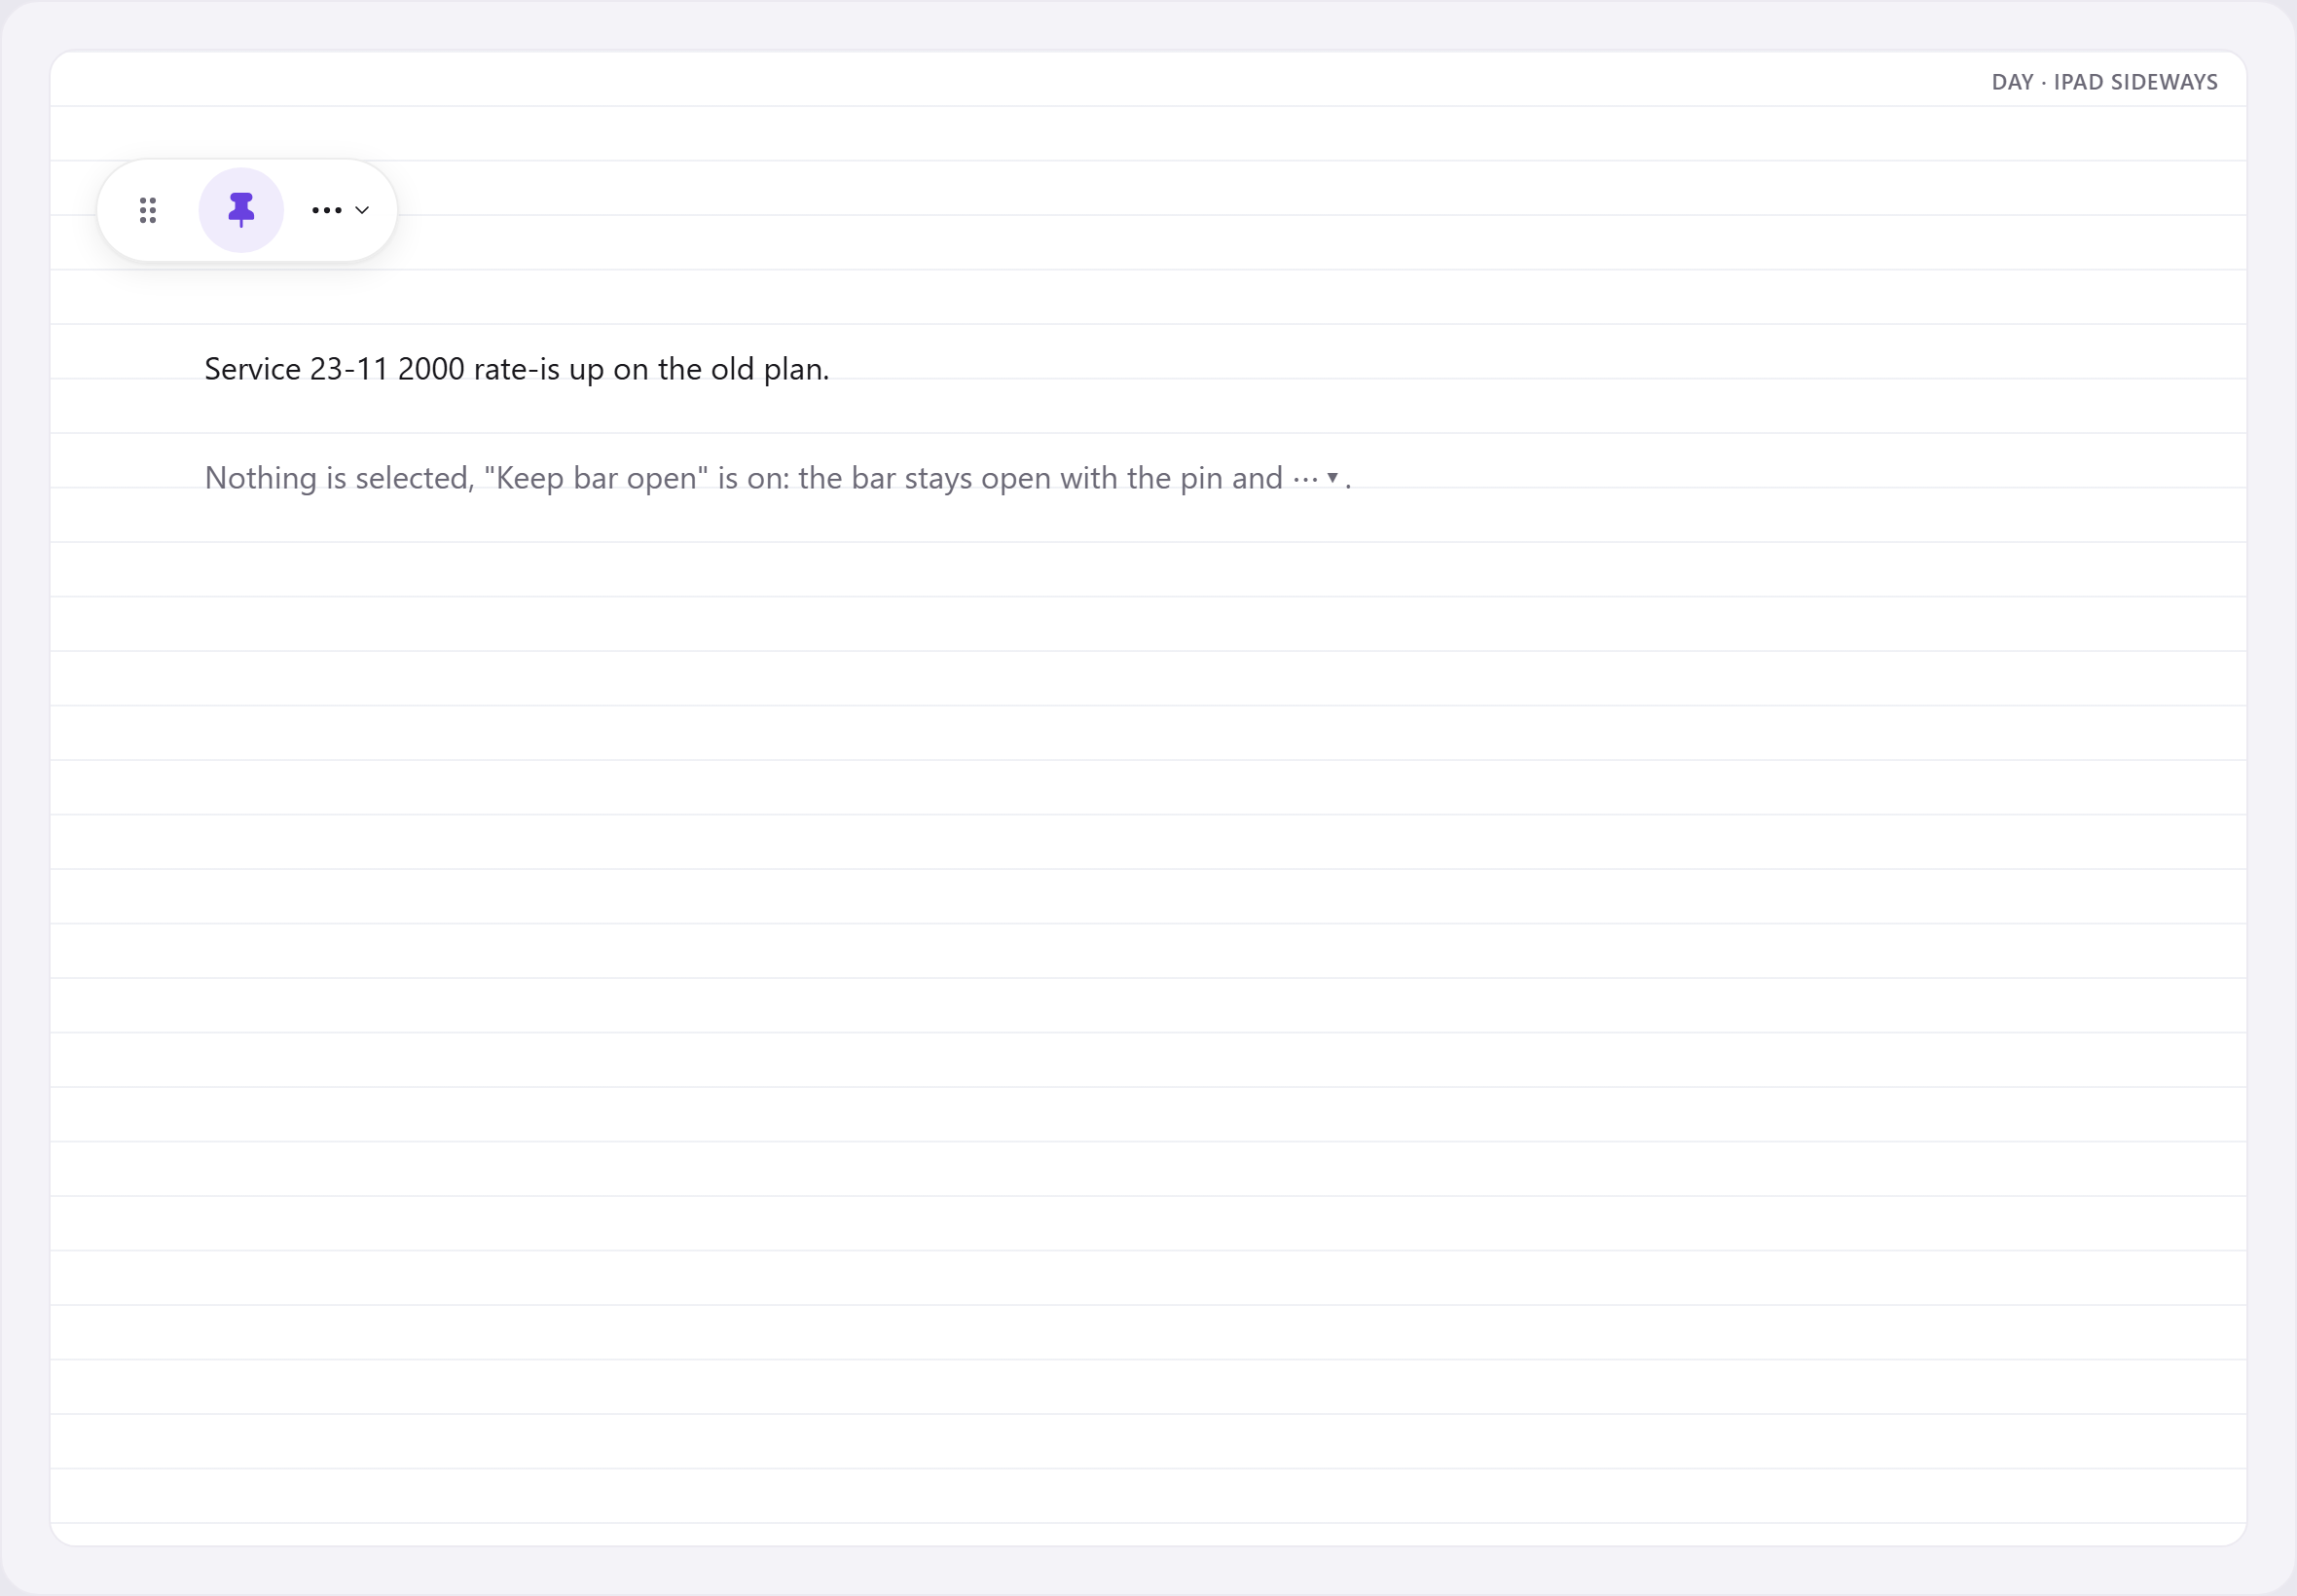 DAY · IPAD SIDEWAYS
Service 23-11 2000 rate-is up on the old plan.
Nothing is selected, "Keep bar open" is on: the bar stays open with the pin and ··· ▾.